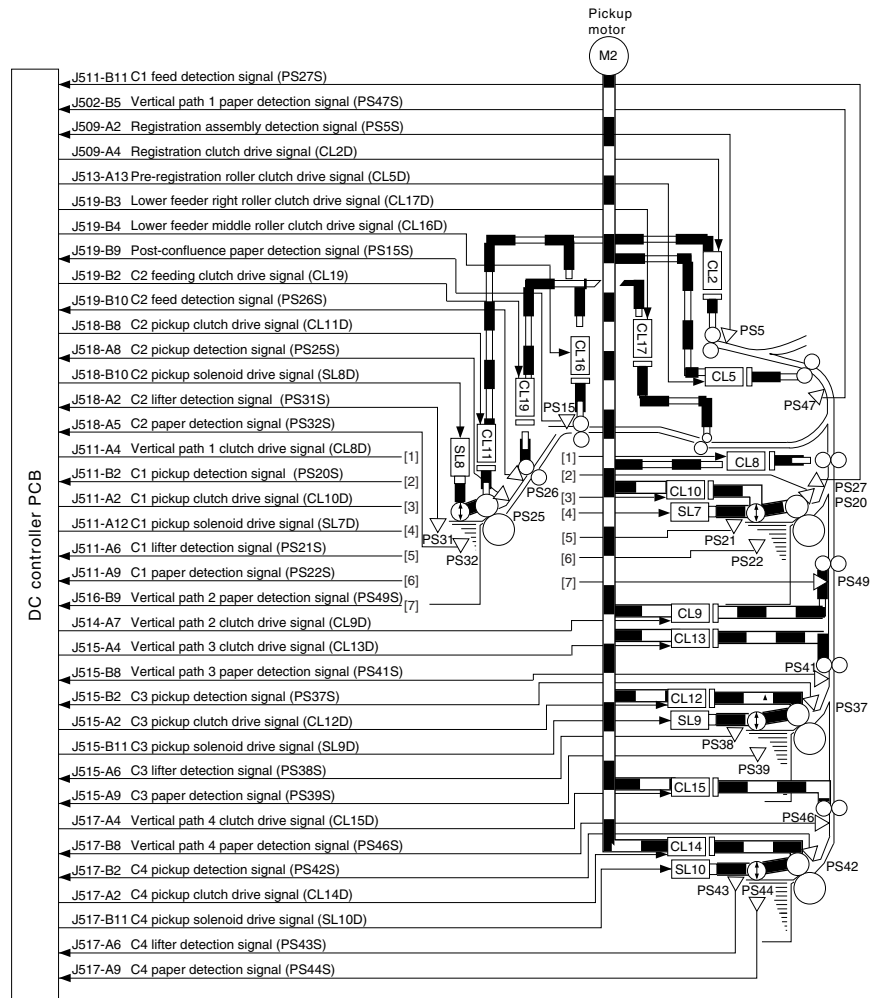 Pickup
motor
M2
DC controller PCB
J511-B11 C1 feed detection signal (PS27S)
J502-B5 Vertical path 1 paper detection signal (PS47S)
J509-A2 Registration assembly detection signal (PS5S)
J509-A4 Registration clutch drive signal (CL2D)
J513-A13 Pre-registration roller clutch drive signal (CL5D)
J519-B3 Lower feeder right roller clutch drive signal (CL17D)
J519-B4 Lower feeder middle roller clutch drive signal (CL16D)
J519-B9 Post-confluence paper detection signal (PS15S)
J519-B2 C2 feeding clutch drive signal (CL19)
J519-B10 C2 feed detection signal (PS26S)
J518-B8 C2 pickup clutch drive signal (CL11D)
J518-A8 C2 pickup detection signal (PS25S)
J518-B10 C2 pickup solenoid drive signal (SL8D)
J518-A2 C2 lifter detection signal (PS31S)
J518-A5 C2 paper detection signal (PS32S)
J511-A4 Vertical path 1 clutch drive signal (CL8D) [1]
J511-B2 C1 pickup detection signal (PS20S) [2]
J511-A2 C1 pickup clutch drive signal (CL10D) [3]
J511-A12 C1 pickup solenoid drive signal (SL7D) [4]
J511-A6 C1 lifter detection signal (PS21S) [5]
J511-A9 C1 paper detection signal (PS22S) [6]
J516-B9 Vertical path 2 paper detection signal (PS49S) [7]
J514-A7 Vertical path 2 clutch drive signal (CL9D)
J515-A4 Vertical path 3 clutch drive signal (CL13D)
J515-B8 Vertical path 3 paper detection signal (PS41S)
J515-B2 C3 pickup detection signal (PS37S)
J515-A2 C3 pickup clutch drive signal (CL12D)
J515-B11 C3 pickup solenoid drive signal (SL9D)
J515-A6 C3 lifter detection signal (PS38S)
J515-A9 C3 paper detection signal (PS39S)
J517-A4 Vertical path 4 clutch drive signal (CL15D)
J517-B8 Vertical path 4 paper detection signal (PS46S)
J517-B2 C4 pickup detection signal (PS42S)
J517-A2 C4 pickup clutch drive signal (CL14D)
J517-B11 C4 pickup solenoid drive signal (SL10D)
J517-A6 C4 lifter detection signal (PS43S)
J517-A9 C4 paper detection signal (PS44S)
CL2
PS5
CL17
CL16
CL5
PS47
CL19
PS15
CL11
SL8
PS26
PS25
PS31
PS32
[1]
CL8
[2]
PS27
[3]
CL10
PS20
[4]
SL7
[5]
PS21
[6]
PS22
[7]
PS49
CL9
CL13
PS41
CL12
PS37
SL9
PS38
PS39
CL15
PS46
CL14
PS42
SL10
PS43
PS44